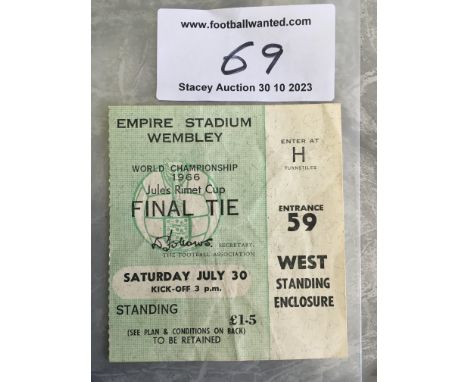 www.footballwanted.com
69
Stacey Auction 30 10 2023
EMPIRE STADIUM
WEMBLEY
WORLD CHAMPIONSHIP
1966
Jules Rimet Cup
FINAL TIE
SECRETARY,
THE FOOTBALL ASSOCIATION
SATURDAY JULY 30
KICK-OFF 3 p.m.
STANDING
£1-5
(SEE PLAN & CONDITIONS ON BACK)
TO BE RETAINED
ENTER AT
H
TURNSTILES
ENTRANCE
59
WEST
STANDING
ENCLOSURE